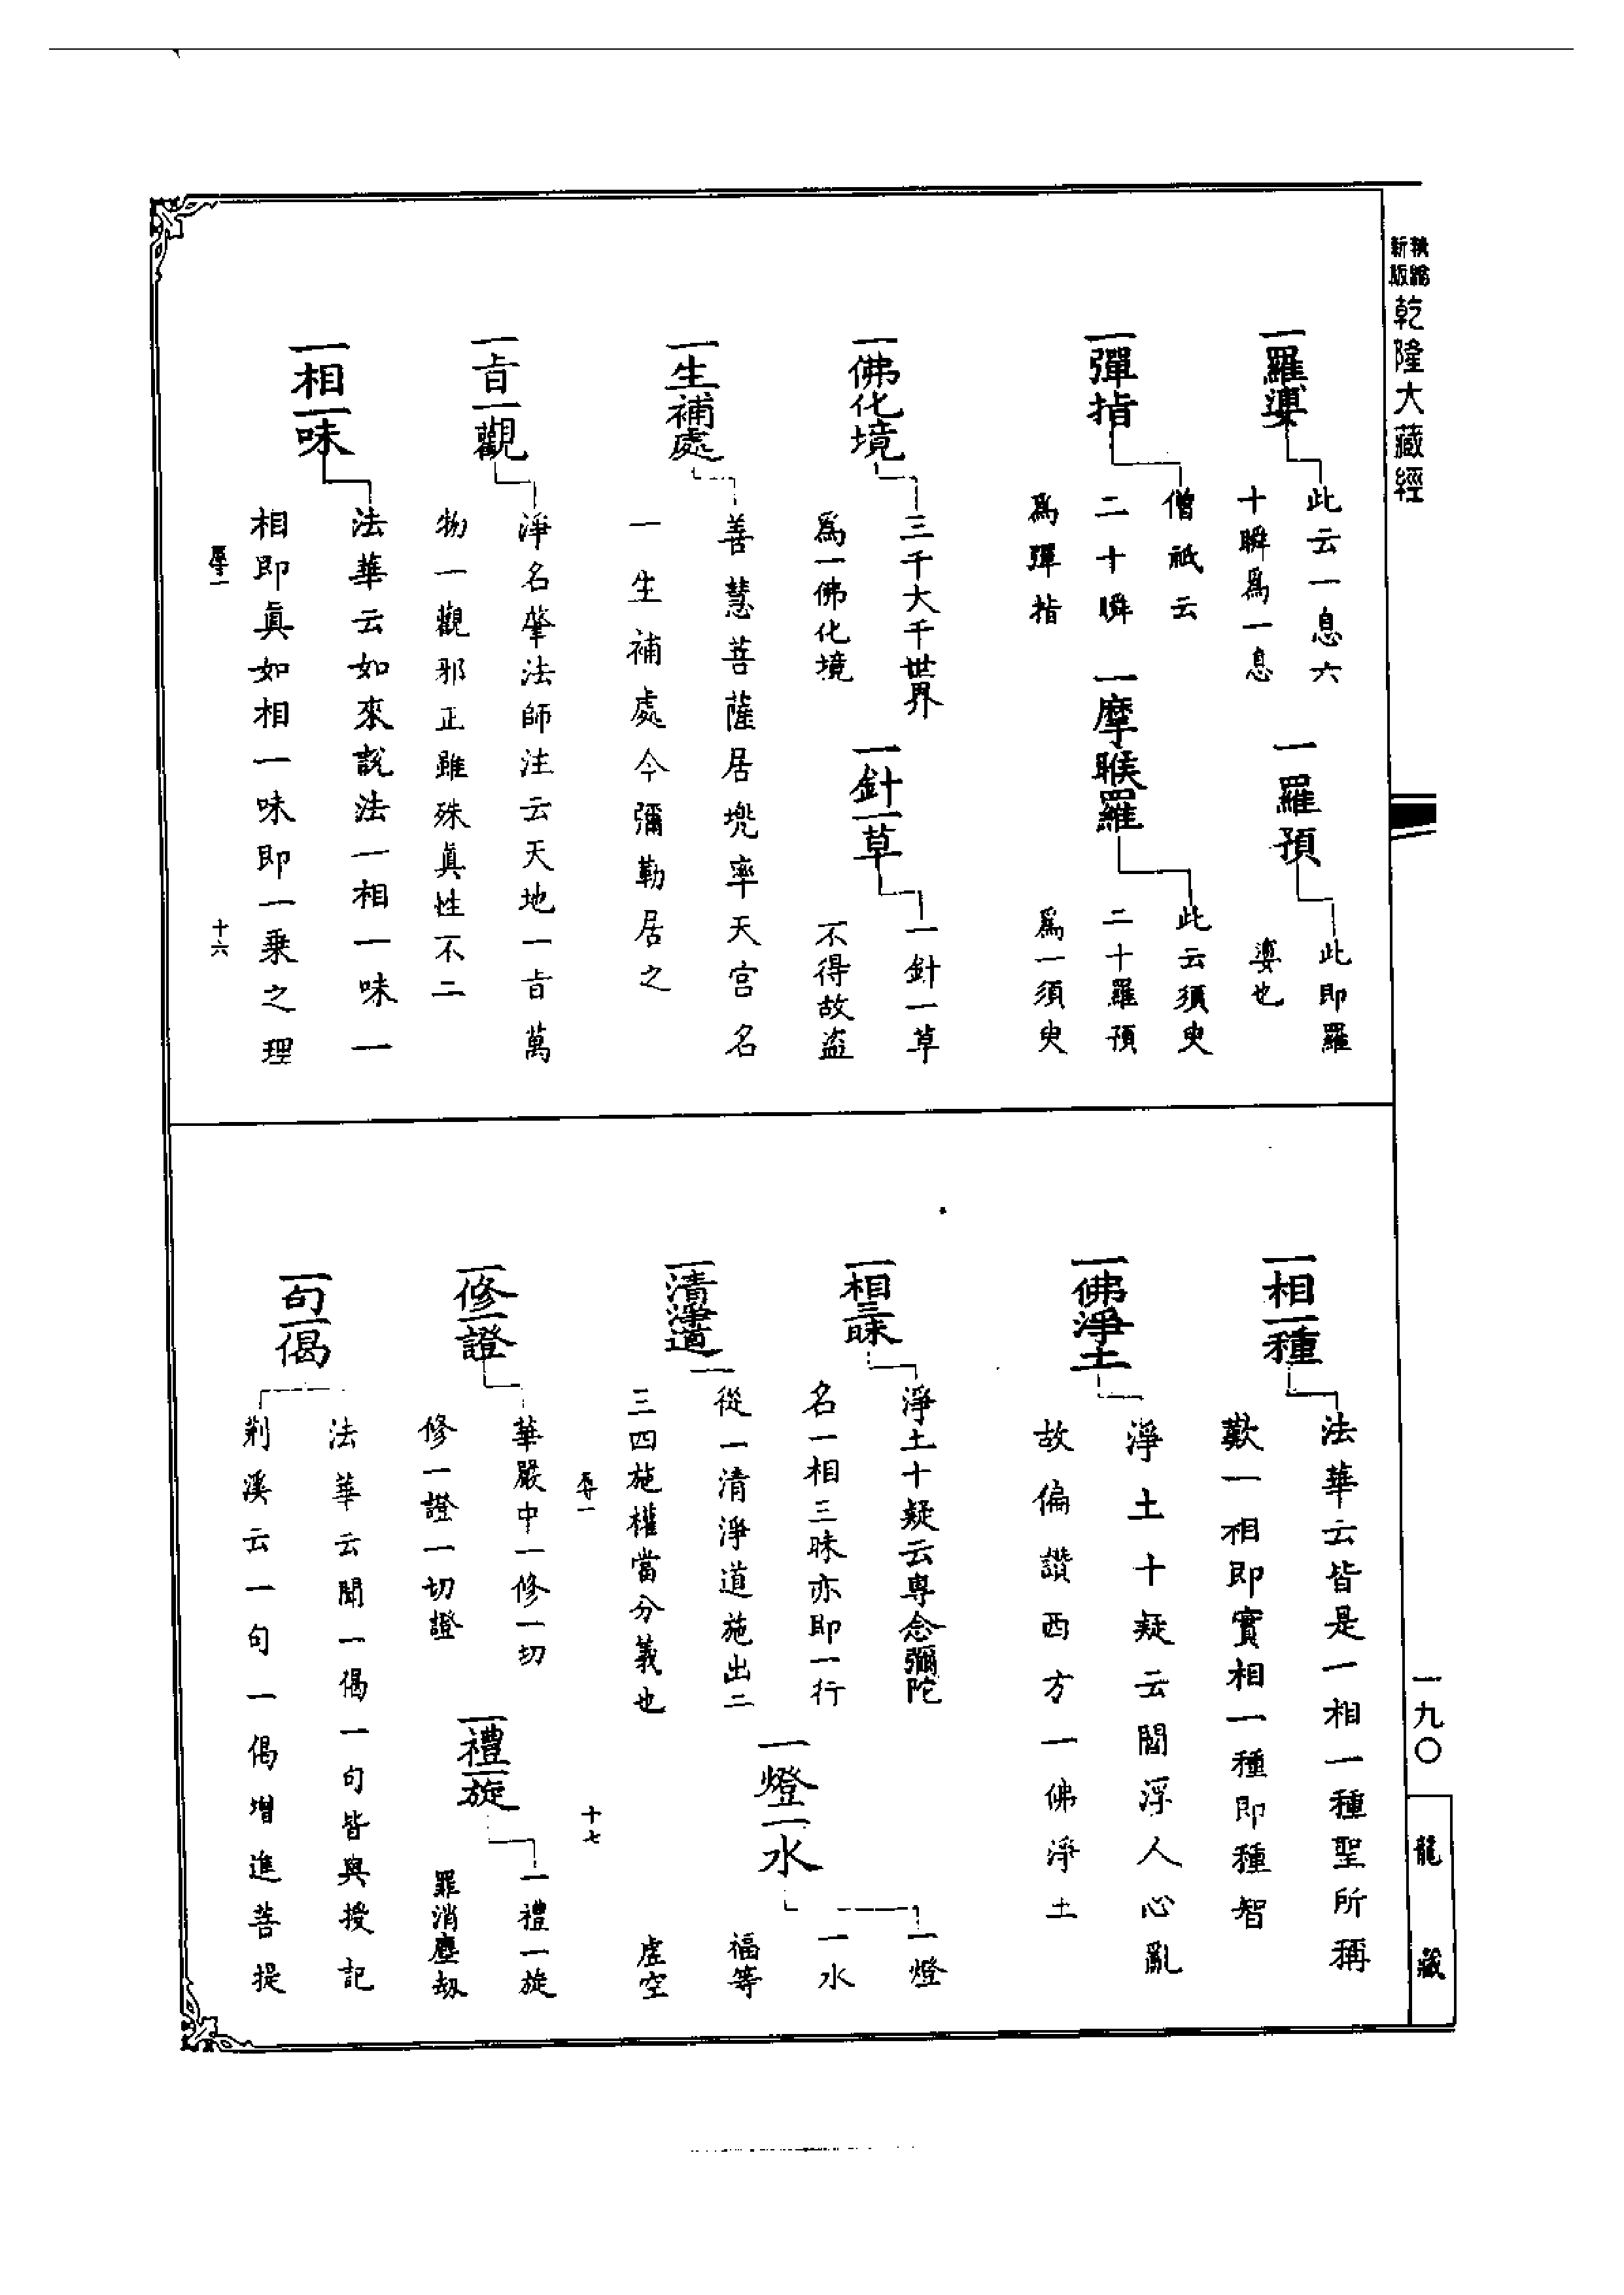 新版
乾隆大藏經
一羅婆
此云一息六
十瞬爲一息
一羅預
此即羅
婆也
一彈指
僧祇云
二十瞬
爲彈指
一摩睺羅
此云須臾
二十羅預
爲一須臾
一佛化境
三千大千世界
爲一佛化境
一針一草
一針一草
不得故盜
一生補處
善慧菩薩居兜率天宮名
一生補處今彌勒居之
一旨一觀
淨名肇法師注云天地一旨萬
物一觀邪正雖殊眞性不二
一相一味
法華云如來說法一相一味一
相即眞如相一味即一乘之理
十六
一相一種
法華云皆是一相一種聖所稱
歎一相即實相一種即種智
一佛淨土
淨土十疑云閻浮人心亂
故偏讚西方一佛淨土
一相三昧
淨土十疑云專念彌陀
名一相三昧亦即一行
一清淨道
從一清淨道施出二
三四施權當分義也
一燈一水
一燈
一水
福等
虛空
十七
一修一證
華嚴中一修一切
修一證一切證
一禮一旋
一禮一旋
罪消塵劫
一句一偈
法華云聞一偈一句皆與授記
荆溪云一句一偈增進菩提
一九〇
龍藏